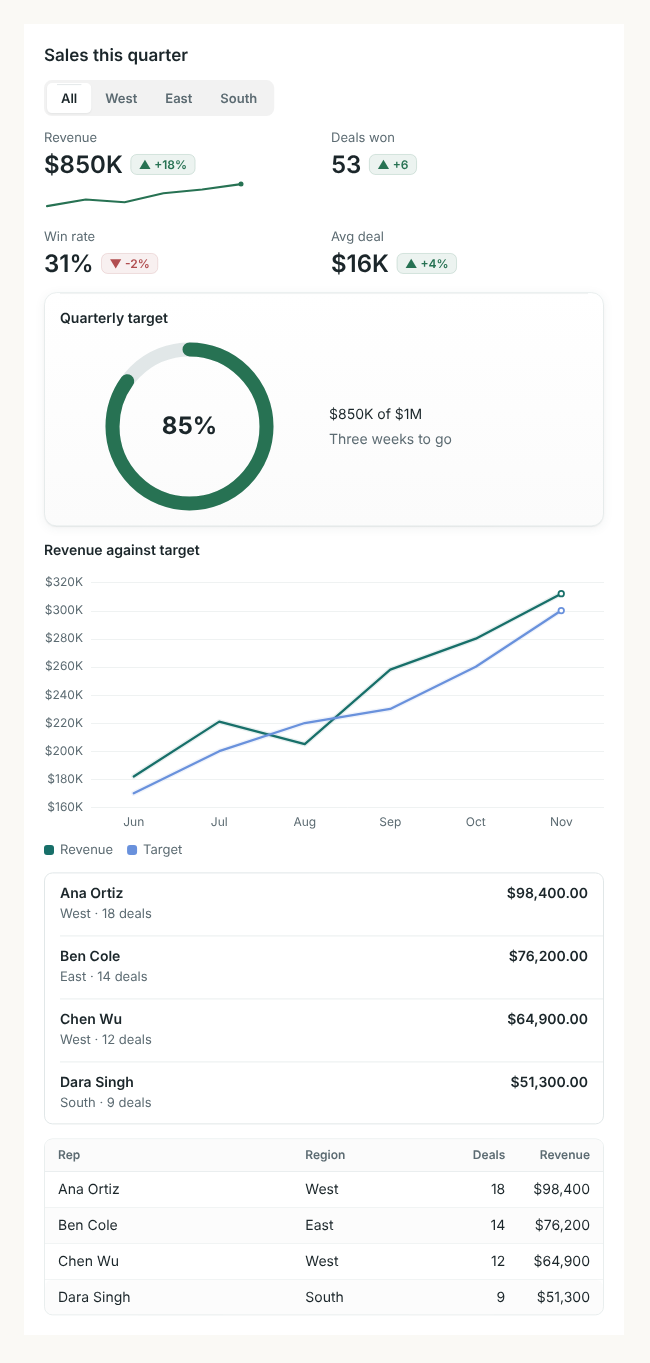 Sales this quarter
All West East South
Revenue
$850K ▲ +18%
Deals won
53 ▲ +6
Win rate
31% ▼ -2%
Avg deal
$16K ▲ +4%
Quarterly target
85%
$850K of $1M
Three weeks to go
Revenue against target
$320K
$300K
$280K
$260K
$240K
$220K
$200K
$180K
$160K
Jun Jul Aug Sep Oct Nov
Revenue Target
Ana Ortiz $98,400.00
West · 18 deals
Ben Cole $76,200.00
East · 14 deals
Chen Wu $64,900.00
West · 12 deals
Dara Singh $51,300.00
South · 9 deals
Rep Region Deals Revenue
Ana Ortiz West 18 $98,400
Ben Cole East 14 $76,200
Chen Wu West 12 $64,900
Dara Singh South 9 $51,300